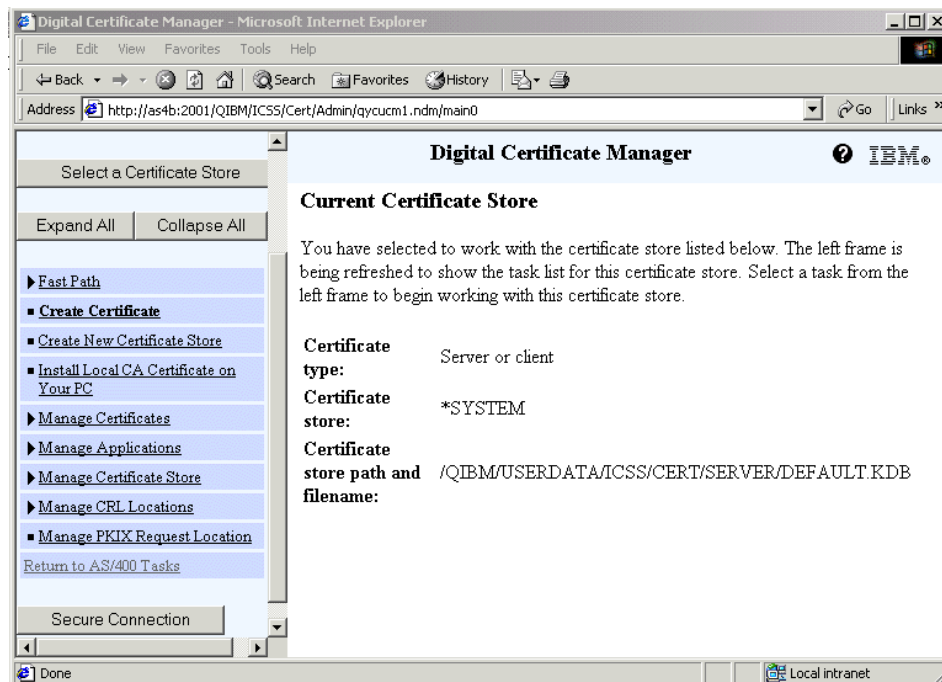 Digital Certificate Manager - Microsoft Internet Explorer
File Edit View Favorites Tools Help
Back Search Favorites History
Address http://as4b:2001/QIBM/ICSS/Cert/Admin/qycucm1.ndm/main0 Go Links »
Select a Certificate Store
Expand All Collapse All
Fast Path
Create Certificate
Create New Certificate Store
Install Local CA Certificate on
Your PC
Manage Certificates
Manage Applications
Manage Certificate Store
Manage CRL Locations
Manage PKIX Request Location
Return to AS/400 Tasks
Secure Connection
Digital Certificate Manager ? IBM®
Current Certificate Store
You have selected to work with the certificate store listed below. The left frame is
being refreshed to show the task list for this certificate store. Select a task from the
left frame to begin working with this certificate store.
Certificate
type:
Server or client
Certificate
store:
*SYSTEM
Certificate
store path and
filename:
/QIBM/USERDATA/ICSS/CERT/SERVER/DEFAULT.KDB
Done Local intranet